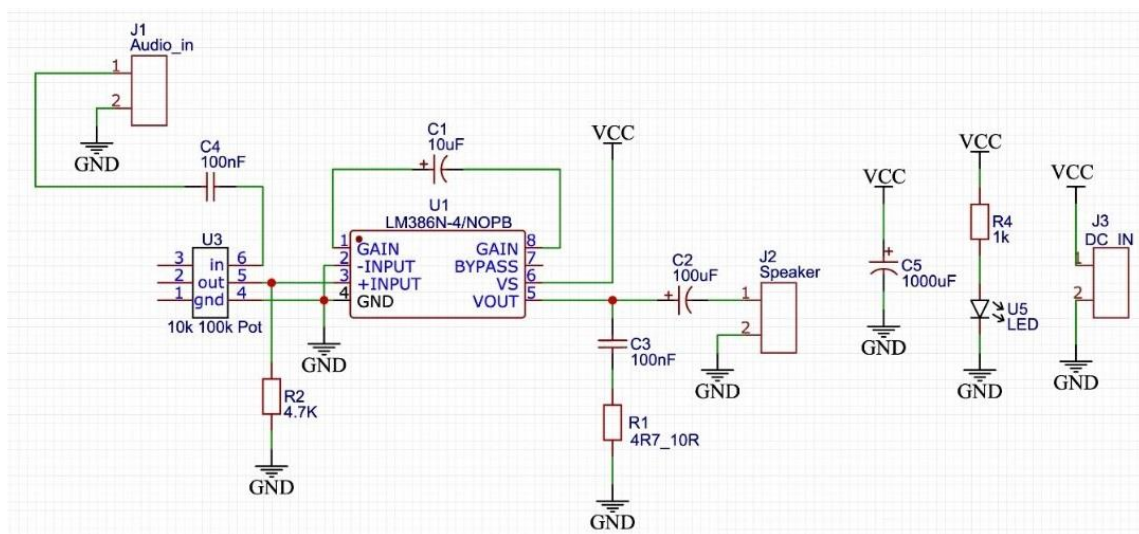 J1
Audio_in
1
2
GND
C4
100nF
U3
3
2
1
in
out
gnd
6
5
4
10k 100k Pot
R2
4.7K
GND
GND
C1
10uF
+
U1
LM386N-4/NOPB
1
2
3
4
GAIN
-INPUT
+INPUT
GND
GAIN
BYPASS
VS
VOUT
8
7
6
5
VCC
C2
100uF
+
J2
Speaker
1
2
GND
C3
100nF
R1
4R7_10R
GND
VCC
+
C5
1000uF
GND
VCC
R4
1k
U5
LED
GND
VCC
J3
DC_IN
1
2
GND